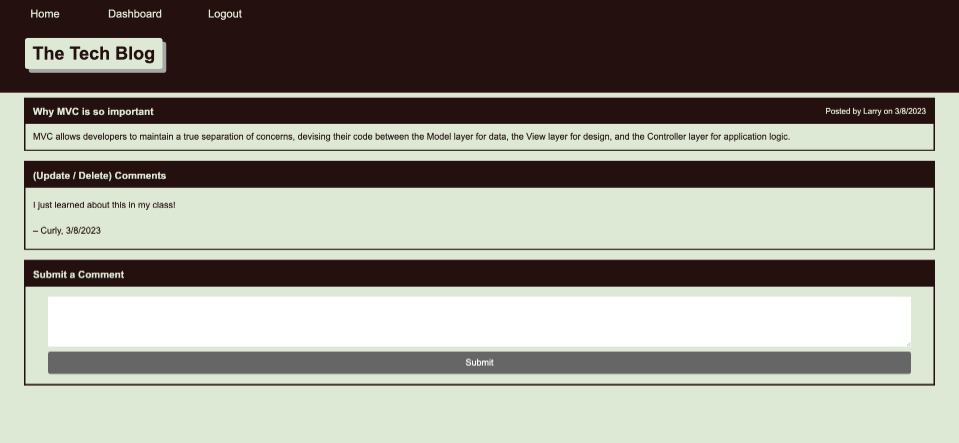 Home Dashboard Logout
The Tech Blog
Why MVC is so important Posted by Larry on 3/8/2023
MVC allows developers to maintain a true separation of concerns, devising their code between the Model layer for data, the View layer for design, and the Controller layer for application logic.
(Update / Delete) Comments
I just learned about this in my class!
– Curly, 3/8/2023
Submit a Comment
Submit